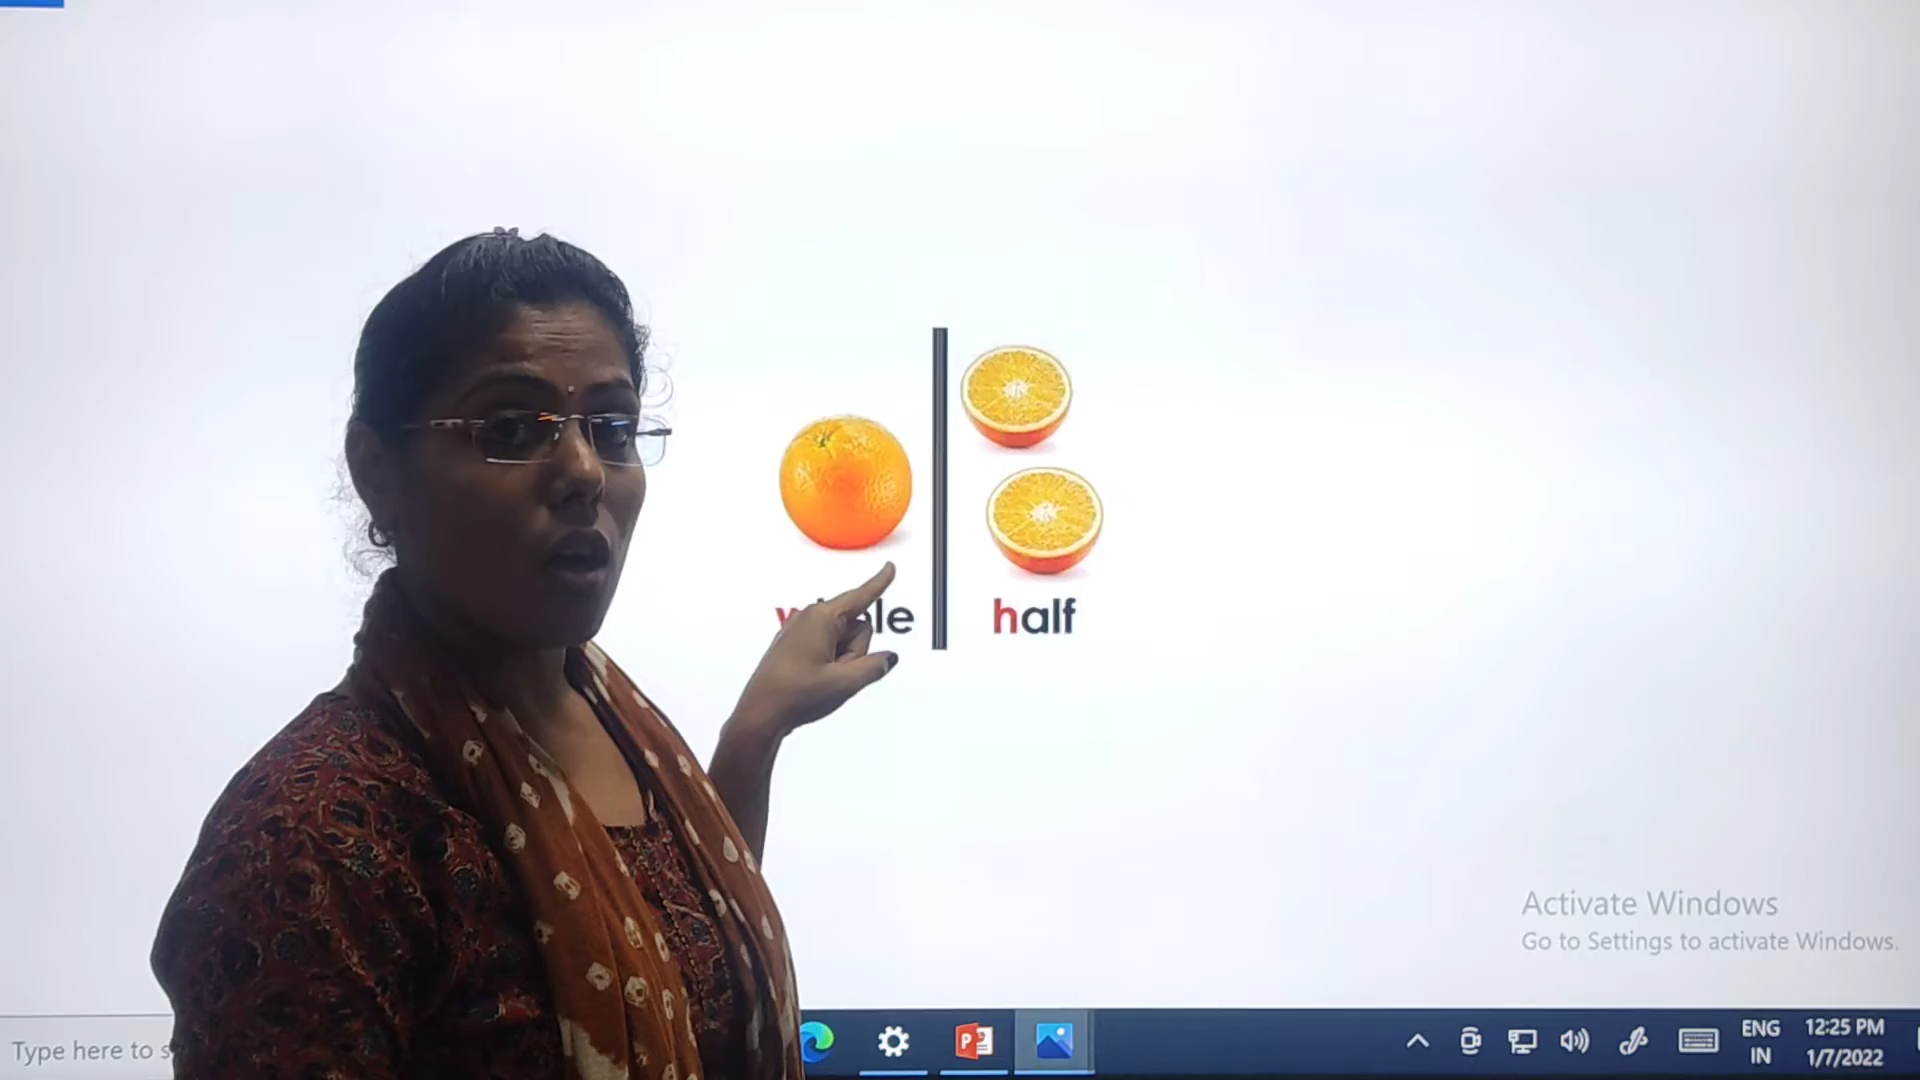 half
Activate Windows
Go to Settings to activate Windows.
Type here to s
ENG
IN
12:25 PM
1/7/2022